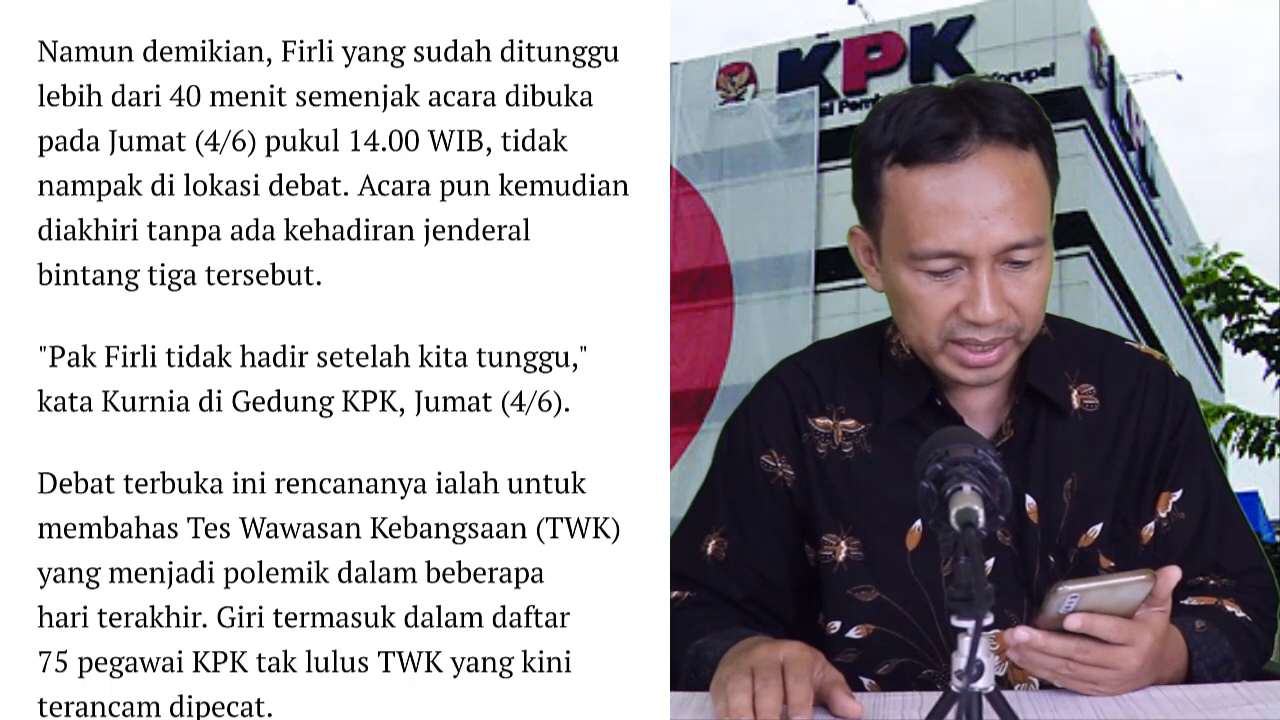 Namun demikian, Firli yang sudah ditunggu
lebih dari 40 menit semenjak acara dibuka
pada Jumat (4/6) pukul 14.00 WIB, tidak
nampak di lokasi debat. Acara pun kemudian
diakhiri tanpa ada kehadiran jenderal
bintang tiga tersebut.
"Pak Firli tidak hadir setelah kita tunggu,"
kata Kurnia di Gedung KPK, Jumat (4/6).
Debat terbuka ini rencananya ialah untuk
membahas Tes Wawasan Kebangsaan (TWK)
yang menjadi polemik dalam beberapa
hari terakhir. Giri termasuk dalam daftar
75 pegawai KPK tak lulus TWK yang kini
terancam dipecat.
KPK